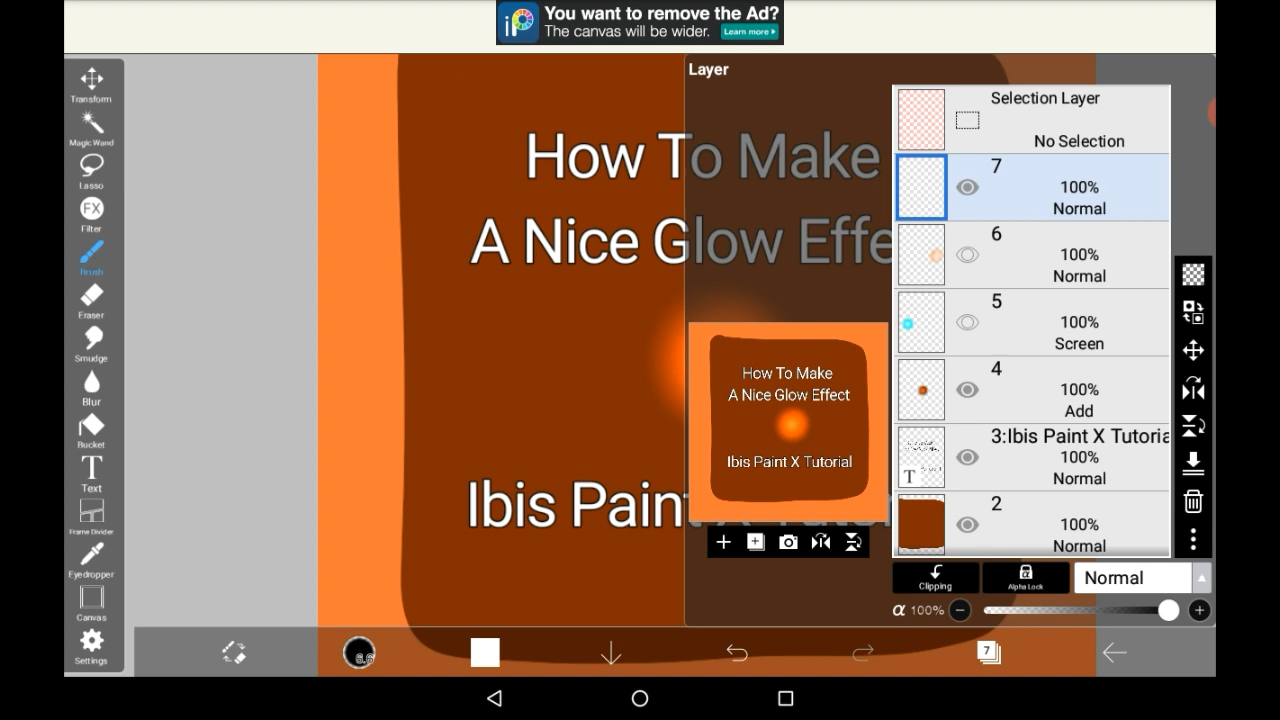 You want to remove the Ad?
The canvas will be wider. Learn more
Layer
Transform
Magic Wand
Lasso
FX
Filter
Brush
Eraser
Smudge
Blur
Bucket
T
Text
Frame Divider
Eyedropper
Canvas
Settings
How To Make
A Nice Glow Effe
Ibis Paint X Tutor
How To Make
A Nice Glow Effect
Ibis Paint X Tutorial
Selection Layer
No Selection
7
100%
Normal
6
100%
Normal
5
100%
Screen
4
100%
Add
3:Ibis Paint X Tutoria
100%
T
Normal
2
100%
Normal
Clipping
Alpha Lock
Normal
α 100%
7